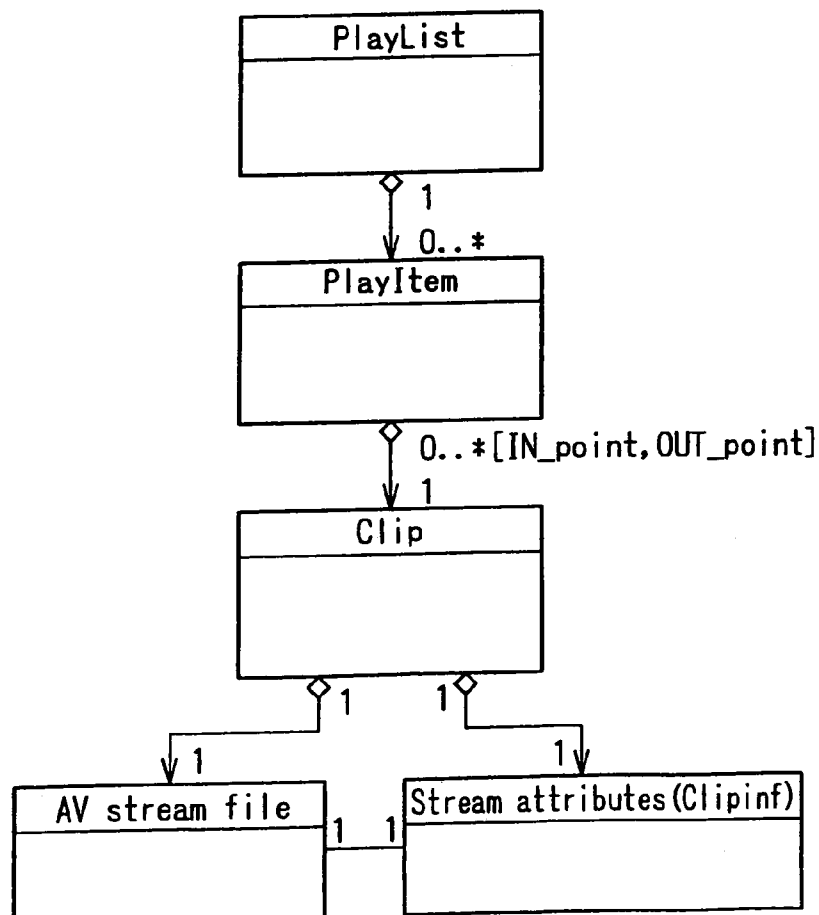 PlayList
1
0..*
PlayItem
0..*[IN_point,OUT_point]
1
Clip
1
1
1
1
AV stream file
Stream attributes(Clipinf)
1
1